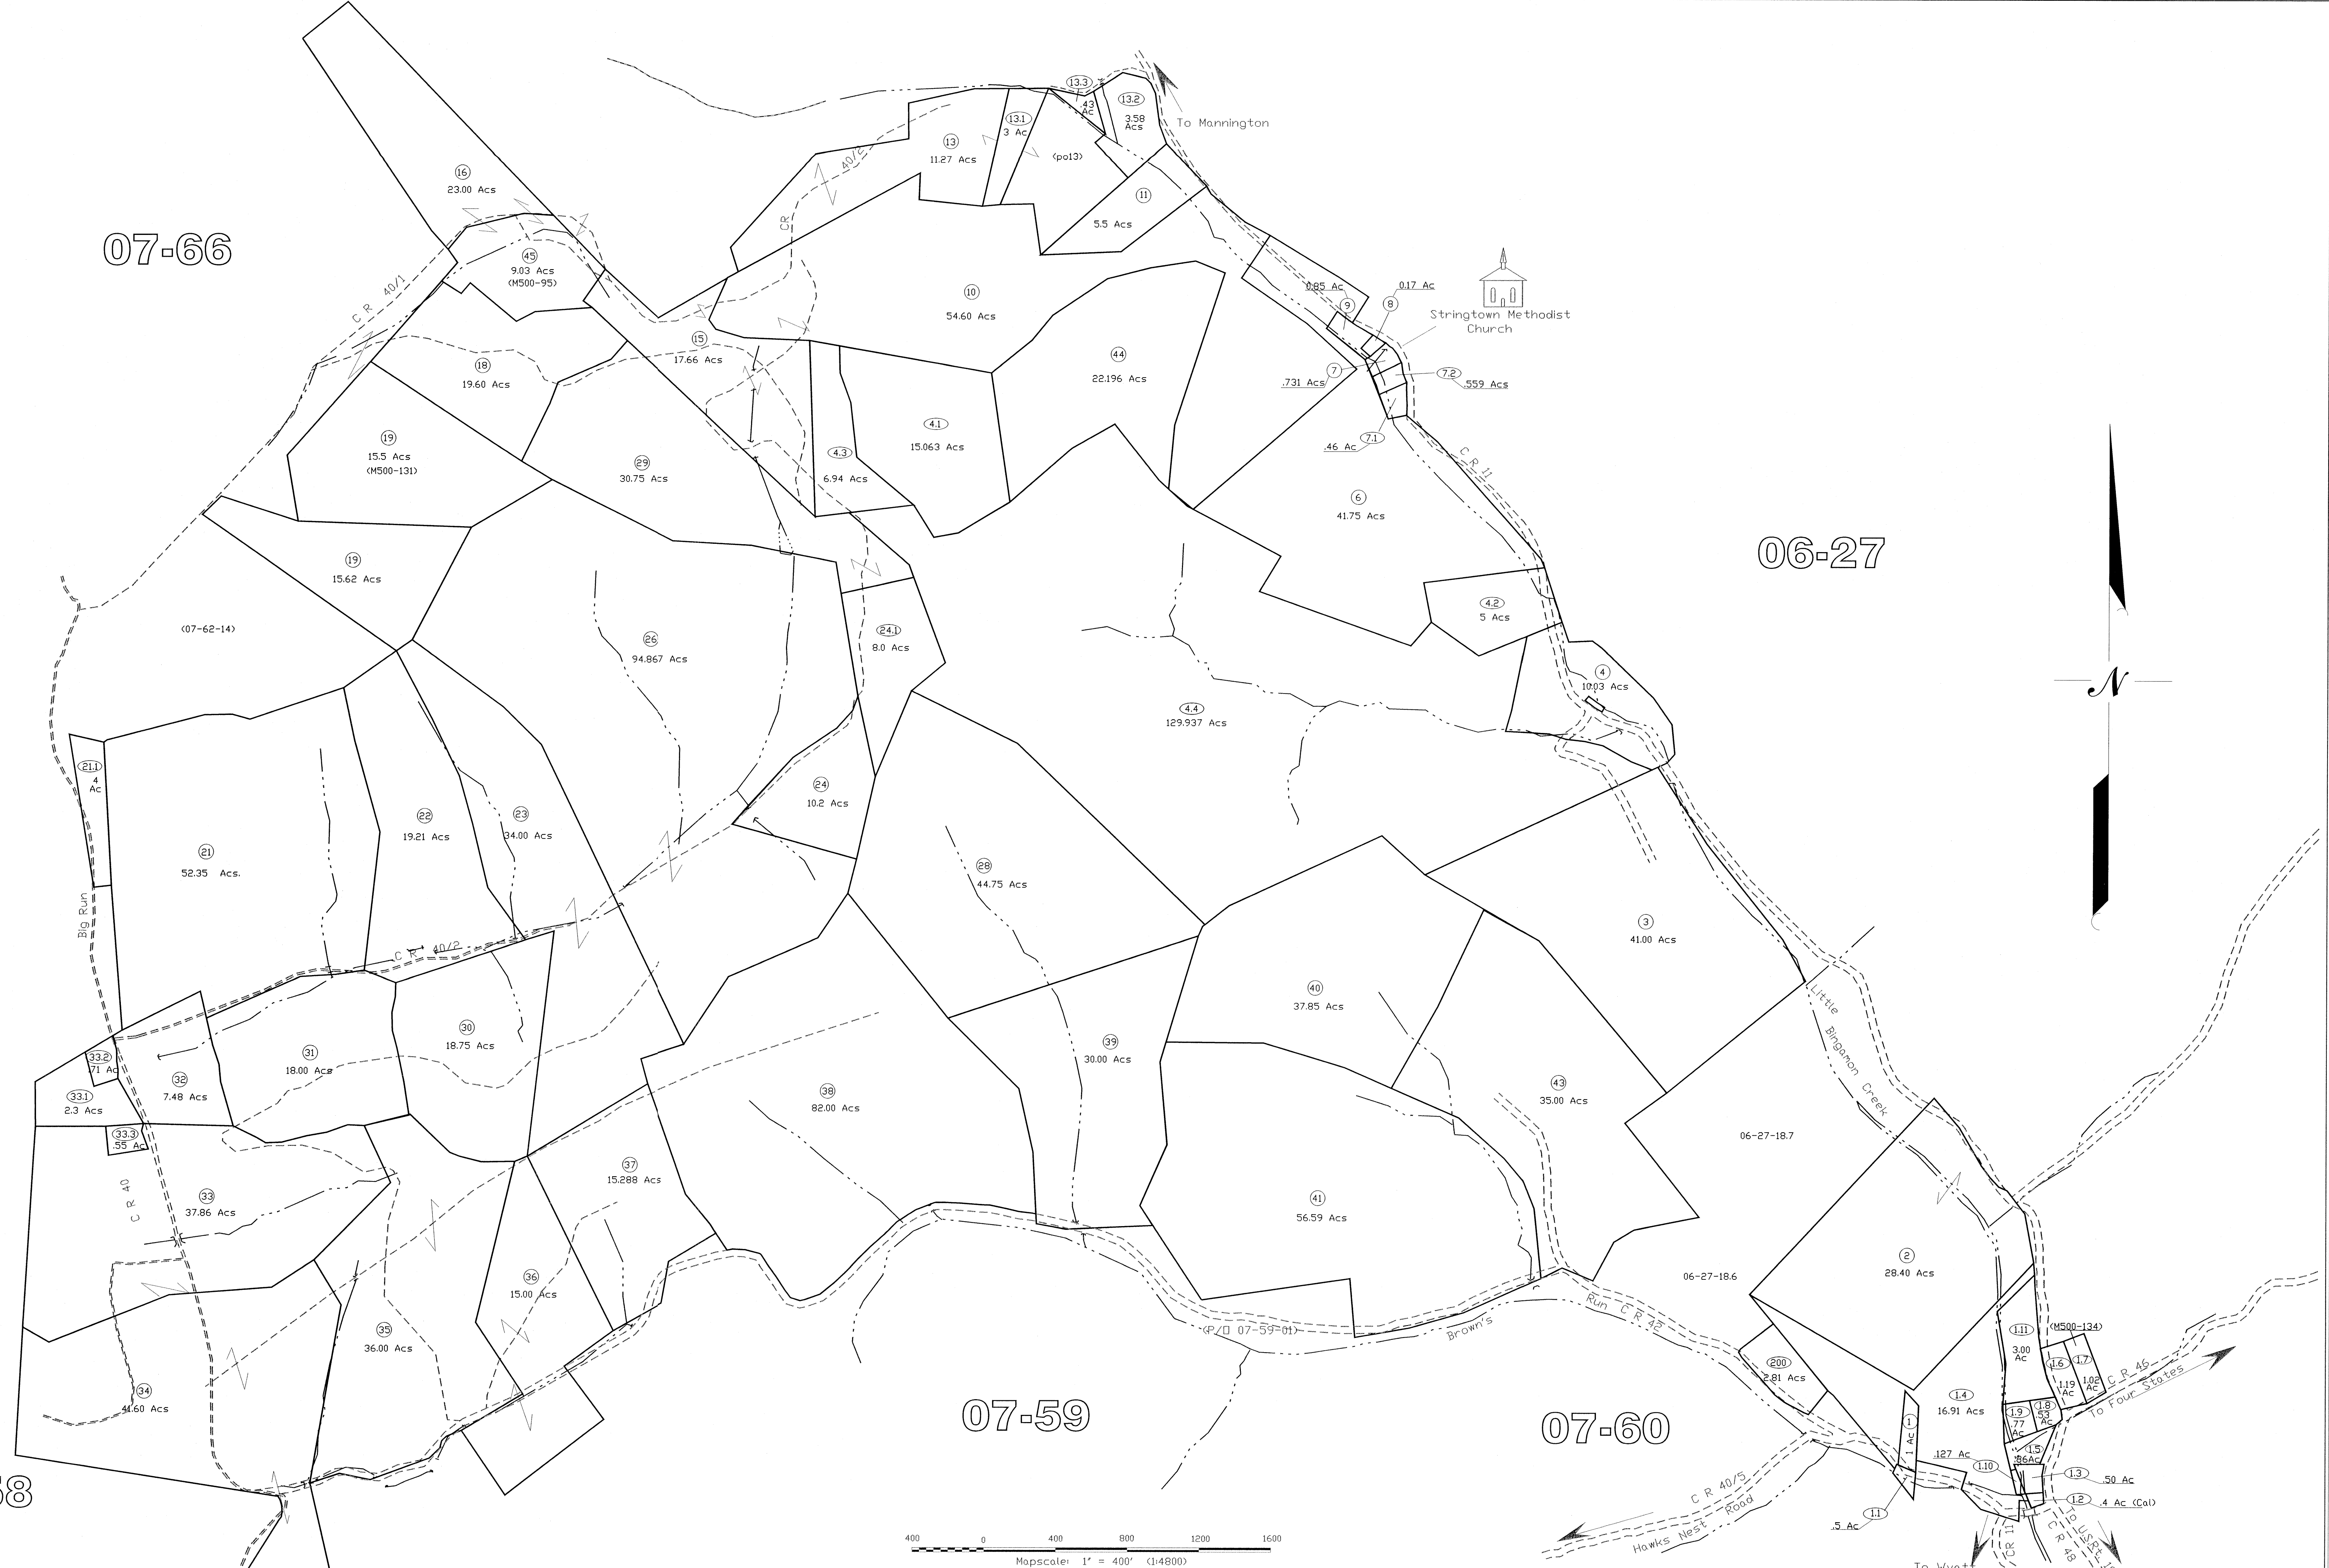 13.3
.43
Ac
13.2
3.58
Acs
To Mannington
13.1
3 Ac
13
11.27 Acs
(po13)
40/2
CR
16
23.00 Acs
11
5.5 Acs
07-66
45
9.03 Acs
(M500-95)
C R 40/1
10
54.60 Acs
0.85 Ac
9
8
0.17 Ac
Stringtown Methodist
Church
15
17.66 Acs
18
19.60 Acs
44
22.196 Acs
7
.731 Acs
7.2
.559 Acs
19
15.5 Acs
(M500-131)
4.1
15.063 Acs
7.1
.46 Ac
C R 11
29
30.75 Acs
4.3
6.94 Acs
6
41.75 Acs
06-27
19
15.62 Acs
4.2
5 Acs
(07-62-14)
26
94.867 Acs
24.1
8.0 Acs
4
10.03 Acs
N
4.4
129.937 Acs
21.1
4
Ac
24
10.2 Acs
22
19.21 Acs
23
34.00 Acs
21
52.35 Acs.
28
44.75 Acs
3
41.00 Acs
Big Run
C R 40/2
40
37.85 Acs
Little Bingamon Creek
30
18.75 Acs
39
30.00 Acs
33.2
.71 Ac
31
18.00 Acs
32
7.48 Acs
33.1
2.3 Acs
38
82.00 Acs
43
35.00 Acs
33.3
.55 Ac
06-27-18.7
37
15.288 Acs
33
37.86 Acs
C R 40
41
56.59 Acs
2
28.40 Acs
36
15.00 Acs
06-27-18.6
Run C R 42
Brown's
(P/O 07-59-01)
35
36.00 Acs
1.11
3.00
Ac
(M500-134)
1.6
1.19
Ac
1.7
1.02
Ac
C R 46
To Four States
200
2.81 Acs
34
41.60 Acs
1.4
16.91 Acs
1.9
.77
Ac
1.8
.53
Ac
07-59
07-60
1
1 Ac
1.5
.86Ac
.127 Ac
1.10
1.3
.50 Ac
1.2
.4 Ac (Cal)
1.1
.5 Ac
C R 40/5
Hawks Nest Road
CR 11
C R 48
400 0 400 800 1200 1600
Mapscale: 1" = 400' (1:4800)